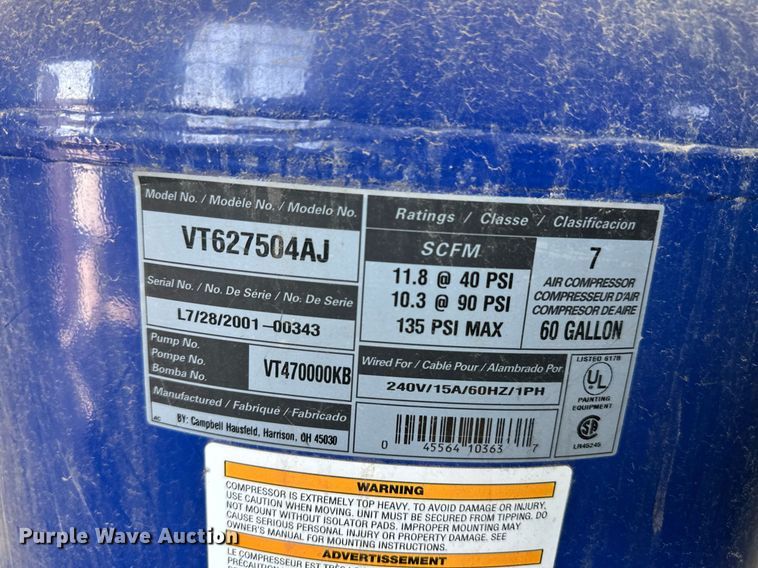 Model No. / Modèle No. / Modelo No.
VT627504AJ
Serial No. / No. De Série / No. De Serie
L7/28/2001-00343
Pump No.
Pompe No.
Bomba No.
VT470000KB
Manufactured / Fabriqué / Fabricado
AC
BY: Campbell Hausfeld, Harrison, OH 45030
Ratings / Classe / Clasificación
SCFM
11.8 @ 40 PSI
10.3 @ 90 PSI
135 PSI MAX
7
AIR COMPRESSOR
COMPRESSEUR D'AIR
COMPRESOR DE AIRE
60 GALLON
Wired For / Cablé Pour / Alambrado Por
240V/15A/60HZ/1PH
0 45564 10363 7
LISTED 617B
UL
PAINTING
EQUIPMENT
SA
LR45245
WARNING
COMPRESSOR IS EXTREMELY TOP HEAVY. TO AVOID DAMAGE OR INJURY,
USE CAUTION WHEN MOVING. UNIT MUST BE SECURED FROM TIPPING. DO
NOT MOUNT WITHOUT ISOLATOR PADS. IMPROPER MOUNTING MAY
CAUSE SERIOUS PERSONAL INJURY OR PROPERTY DAMAGE. SEE
OWNER'S MANUAL FOR MOUNTING INSTRUCTIONS.
ADVERTISSEMENT
LE COMPRESSEUR
PRÉCAUTION
Purple Wave Auction